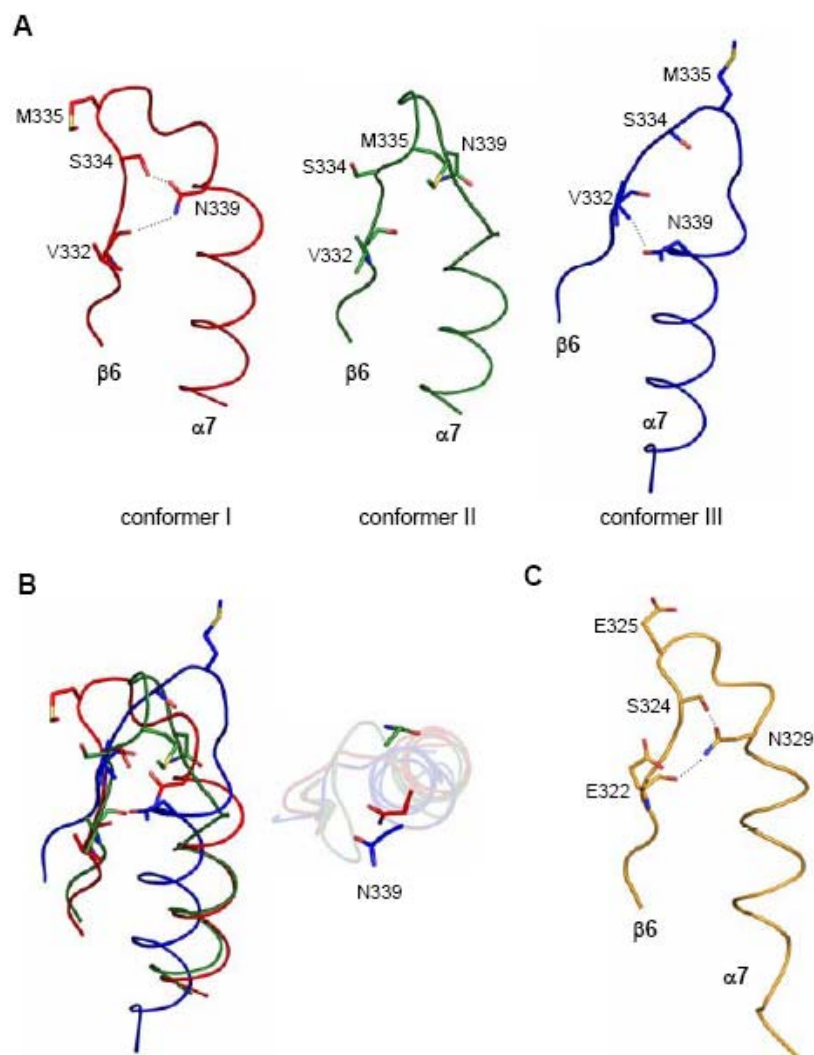 A
M335
S334
N339
V332
β6
α7
conformer I
M335
N339
S334
V332
β6
α7
conformer II
M335
S334
V332
N339
β6
α7
conformer III
B
N339
C
E325
S324
N329
E322
β6
α7